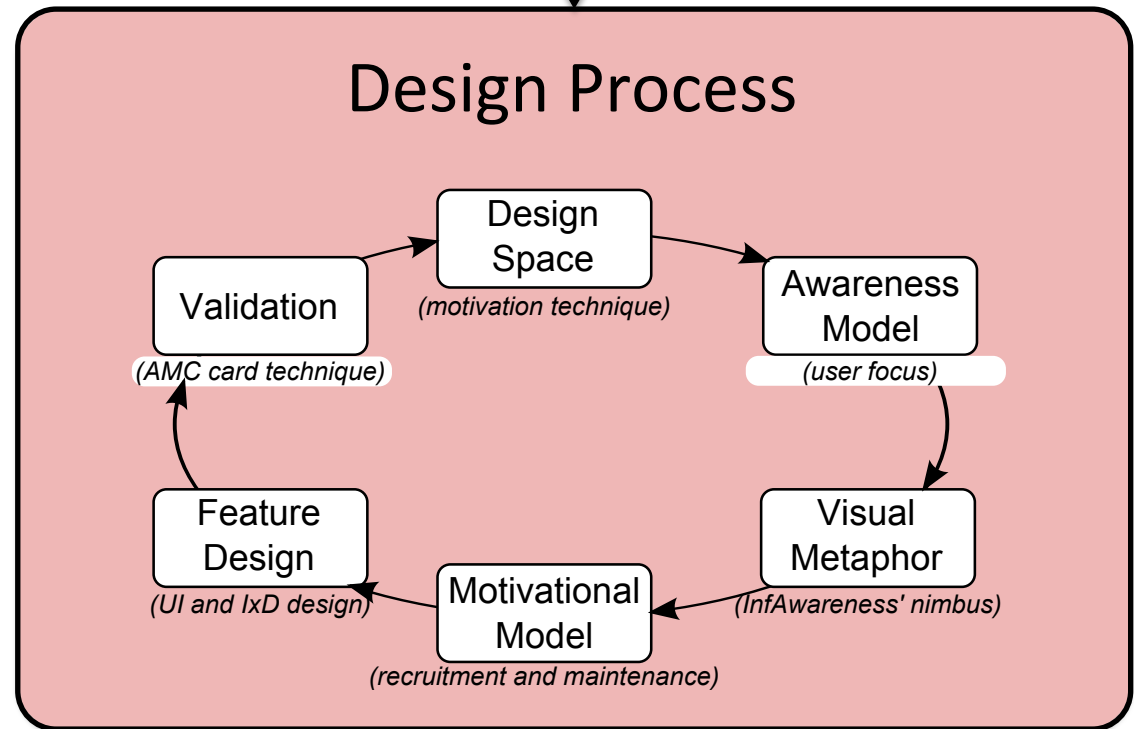 Design Process
Design
Space
(motivation technique)
Awareness
Model
(user focus)
Visual
Metaphor
(InfAwareness' nimbus)
Motivational
Model
(recruitment and maintenance)
Feature
Design
(UI and IxD design)
Validation
(AMC card technique)